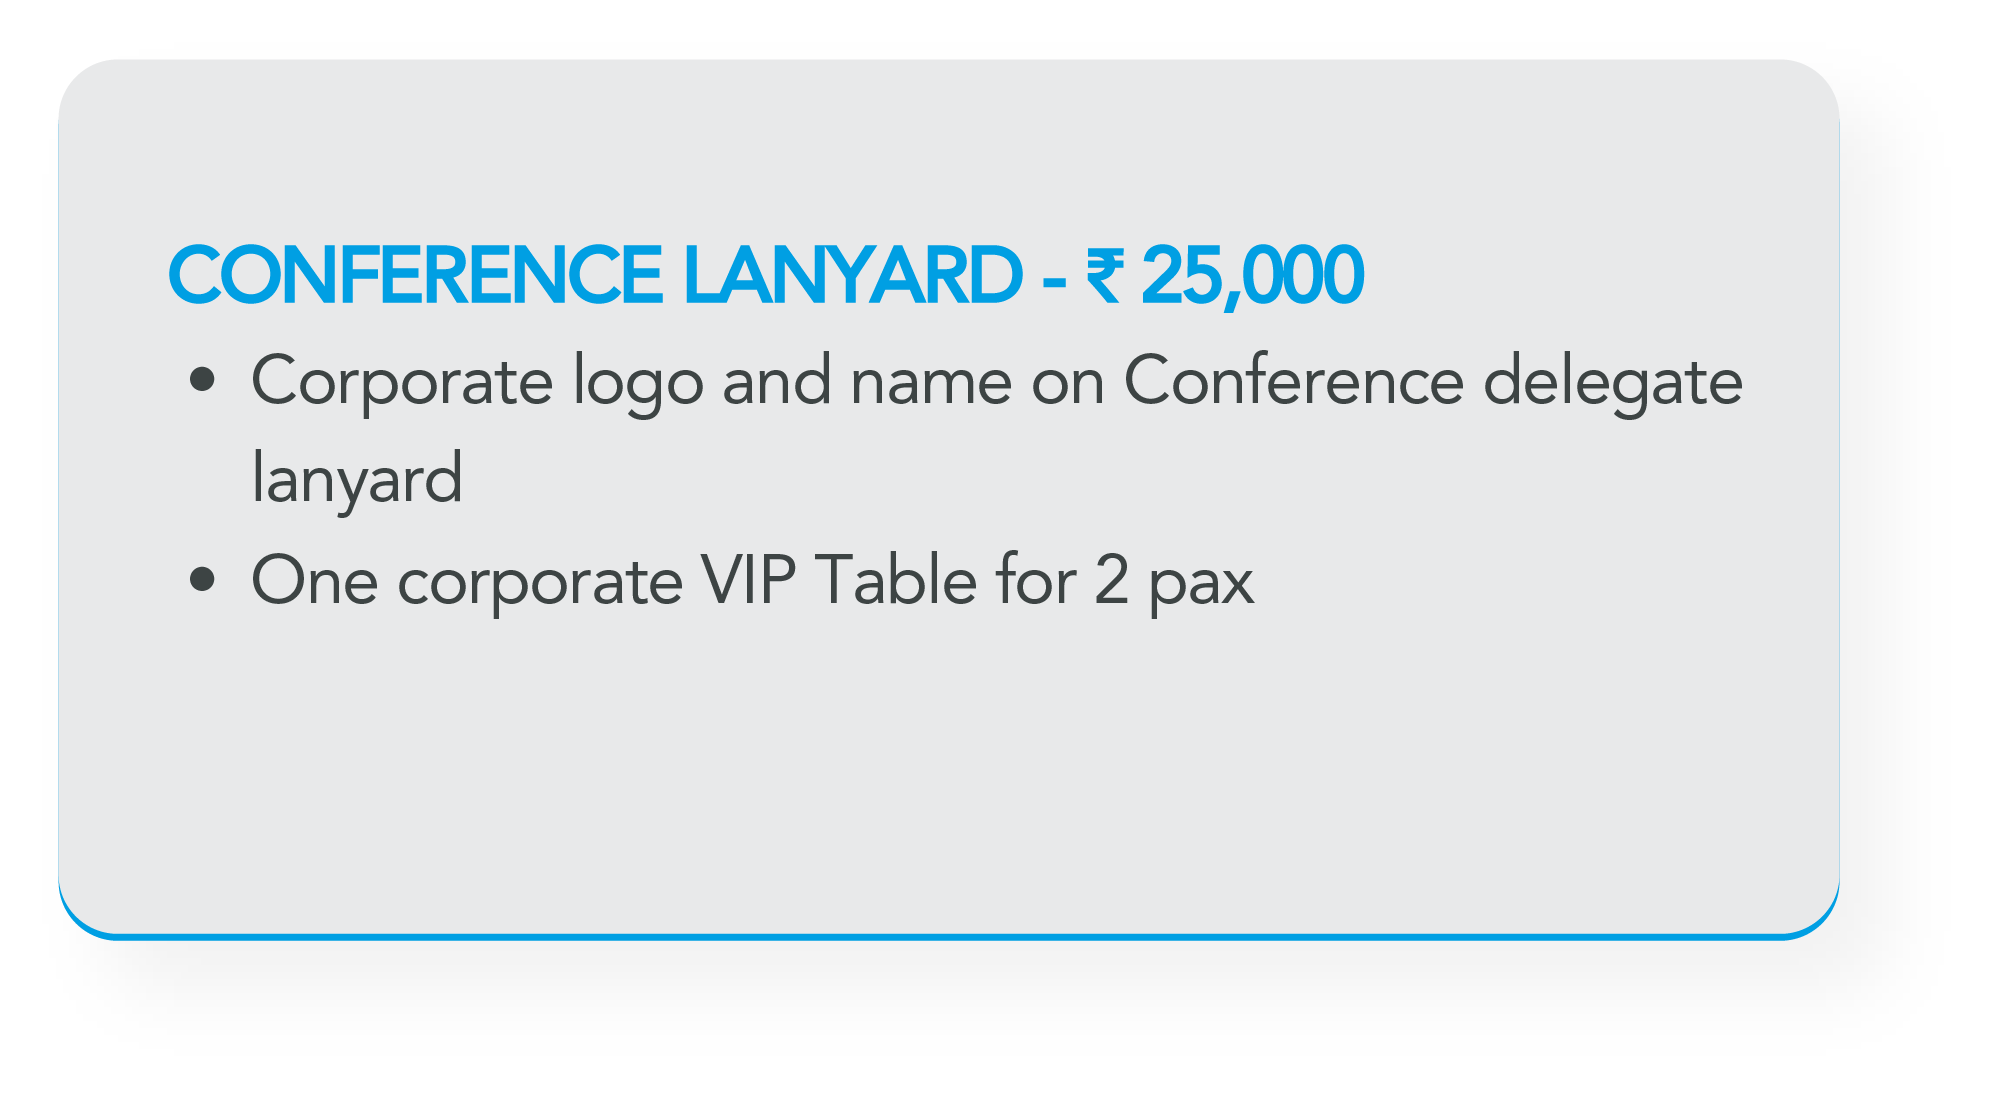 CONFERENCE LANYARD - ₹ 25,000
• Corporate logo and name on Conference delegate
lanyard
• One corporate VIP Table for 2 pax